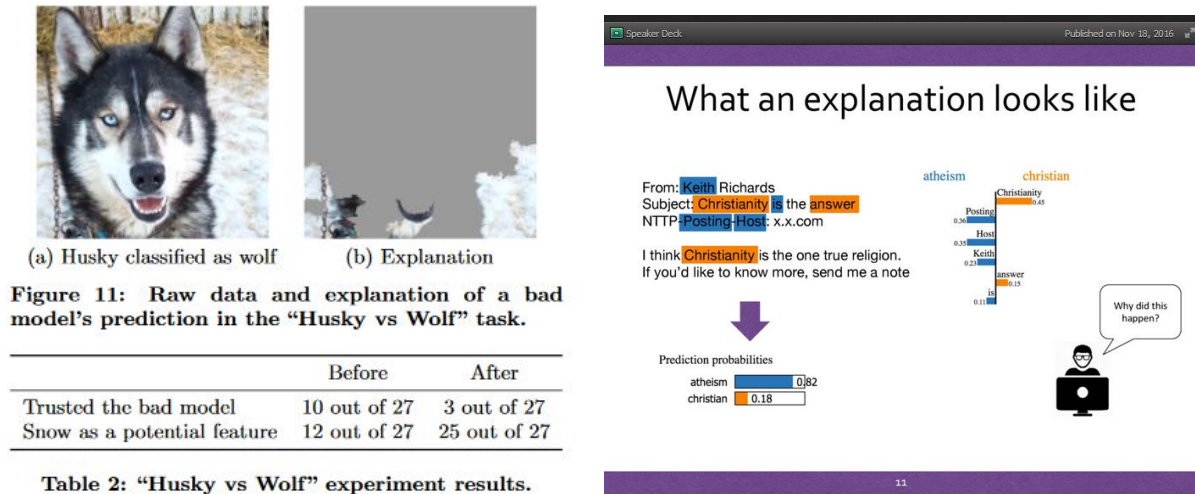 (a) Husky classified as wolf
(b) Explanation
Figure 11: Raw data and explanation of a bad
model's prediction in the “Husky vs Wolf” task.
Before After
Trusted the bad model 10 out of 27 3 out of 27
Snow as a potential feature 12 out of 27 25 out of 27
Table 2: “Husky vs Wolf” experiment results.
Speaker Deck
Published on Nov 18, 2016
What an explanation looks like
From: Keith Richards
Subject: Christianity is the answer
NTTP-Posting-Host: x.x.com
I think Christianity is the one true religion.
If you'd like to know more, send me a note
Prediction probabilities
atheism 0.82
christian 0.18
atheism christian
Christianity
0.45
Posting
0.36
Host
0.35
Keith
0.23
answer
0.15
is
0.11
Why did this
happen?
11